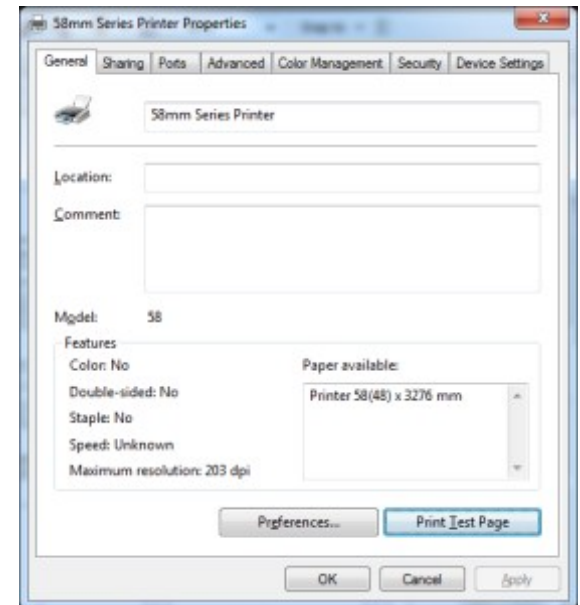 58mm Series Printer Properties
General Sharing Ports Advanced Color Management Security Device Settings
58mm Series Printer
Location:
Comment:
Model: 58
Features
Color: No
Paper available:
Double-sided: No
Printer 58(48) x 3276 mm
Staple: No
Speed: Unknown
Maximum resolution: 203 dpi
Preferences... Print Test Page
OK Cancel Apply